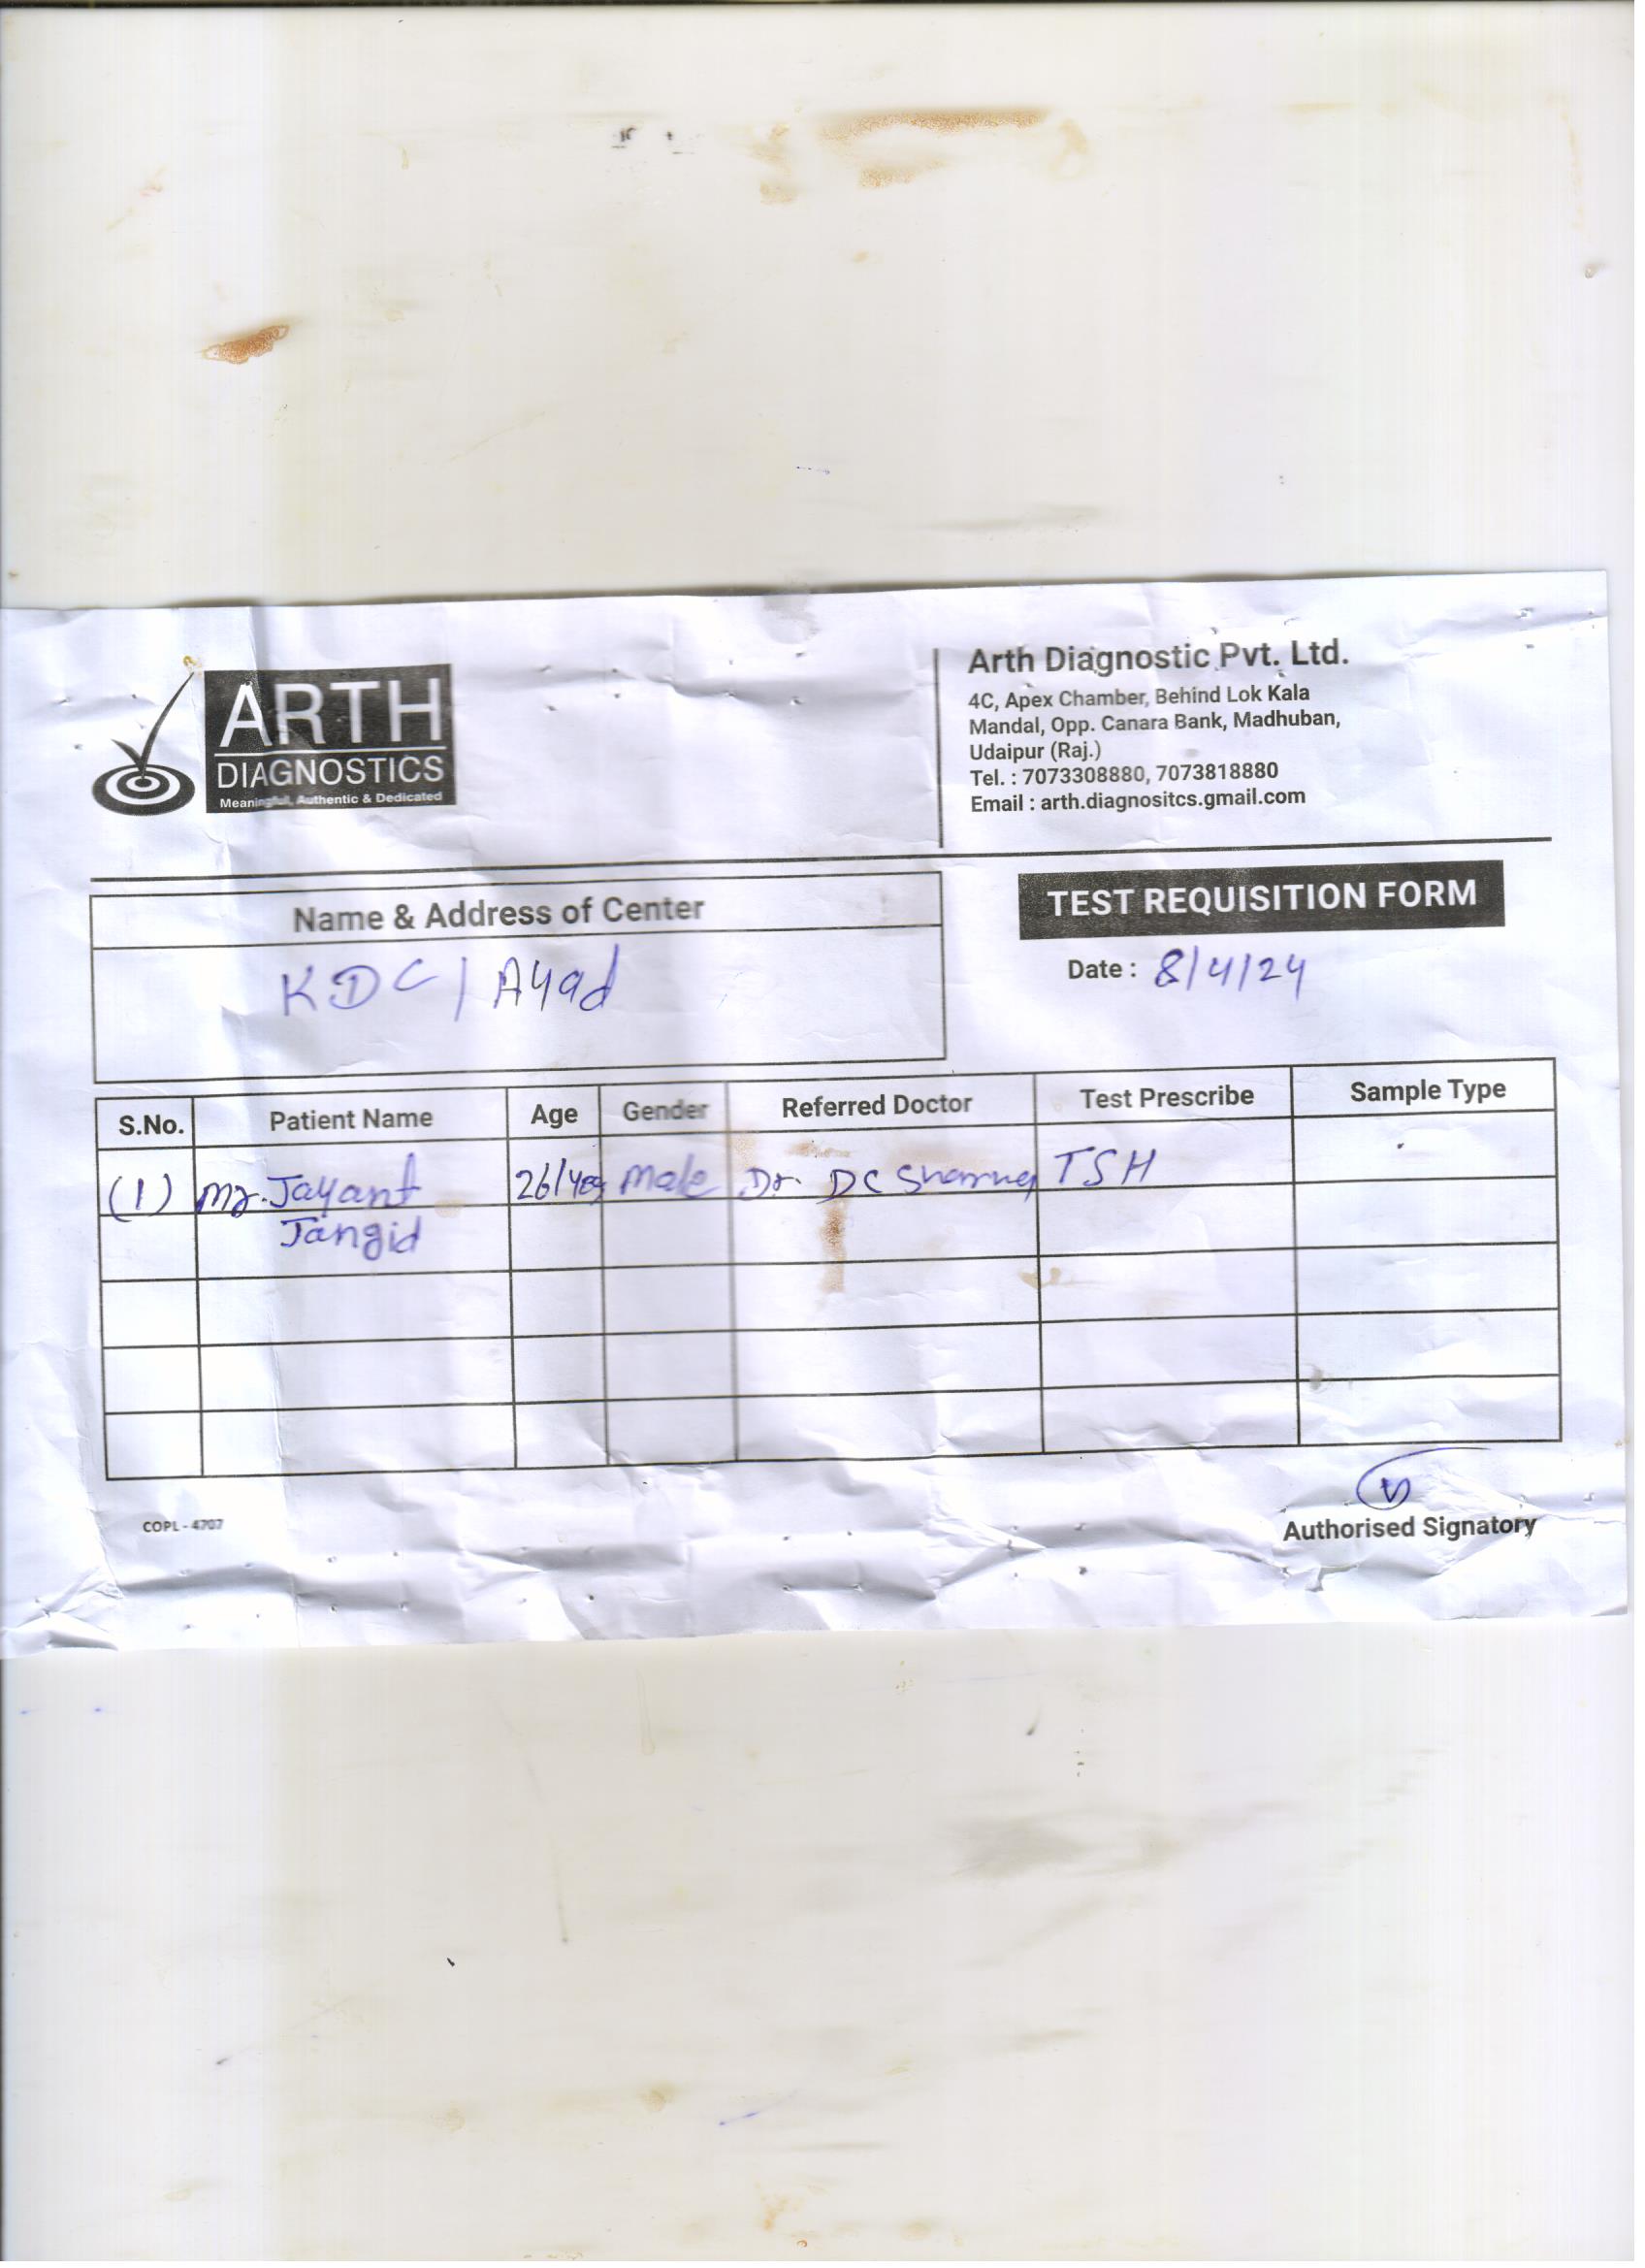 ARTH
DIAGNOSTICS
Meaningful, Authentic & Dedicated
Arth Diagnostic Pvt. Ltd.
4C, Apex Chamber, Behind Lok Kala
Mandal, Opp. Canara Bank, Madhuban,
Udaipur (Raj.)
Tel. : 7073308880, 7073818880
Email : arth.diagnositcs.gmail.com
Name & Address of Center
KDC / Ayad
TEST REQUISITION FORM
Date : 8/4/24
S.No. Patient Name Age Gender Referred Doctor Test Prescribe Sample Type
(1) Mr. Jayant 26/ Male Dr. DC Sharma TSH
Jangid
COPL - 4707
Authorised Signatory